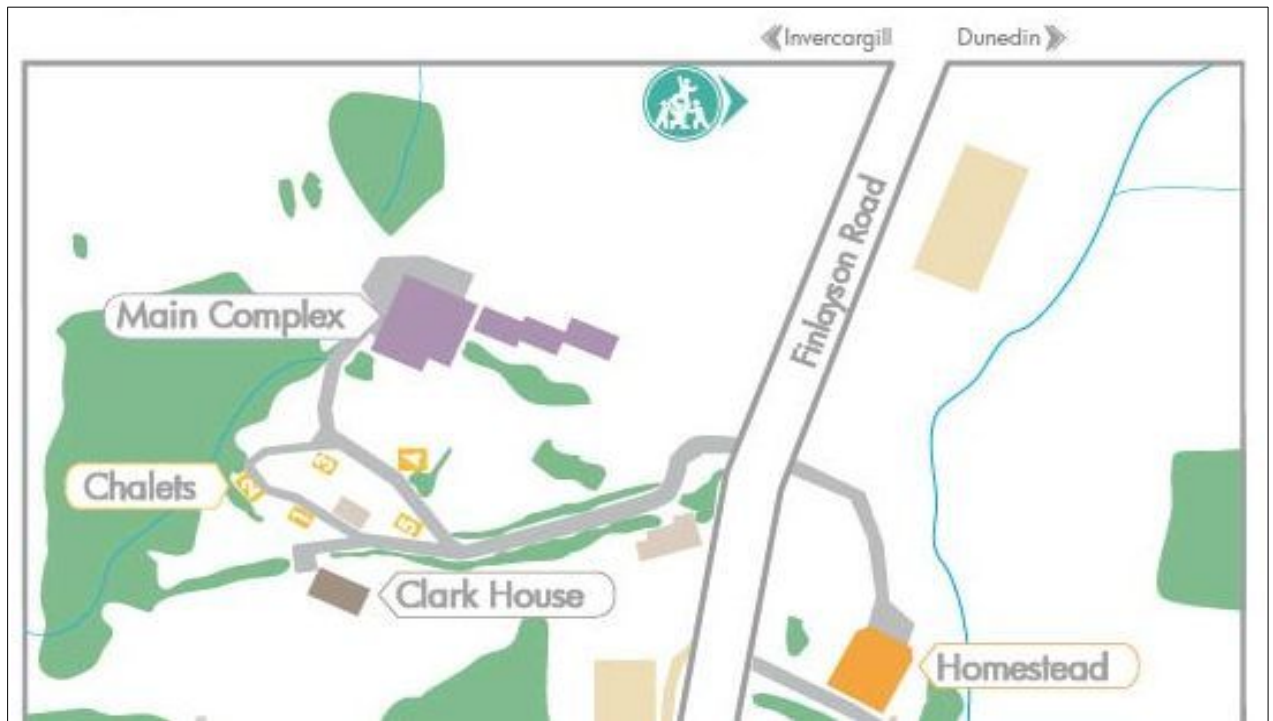 Invercargill
Dunedin
Finlayson Road
Main Complex
4
3
Chalets
2
1
5
Clark House
Homestead